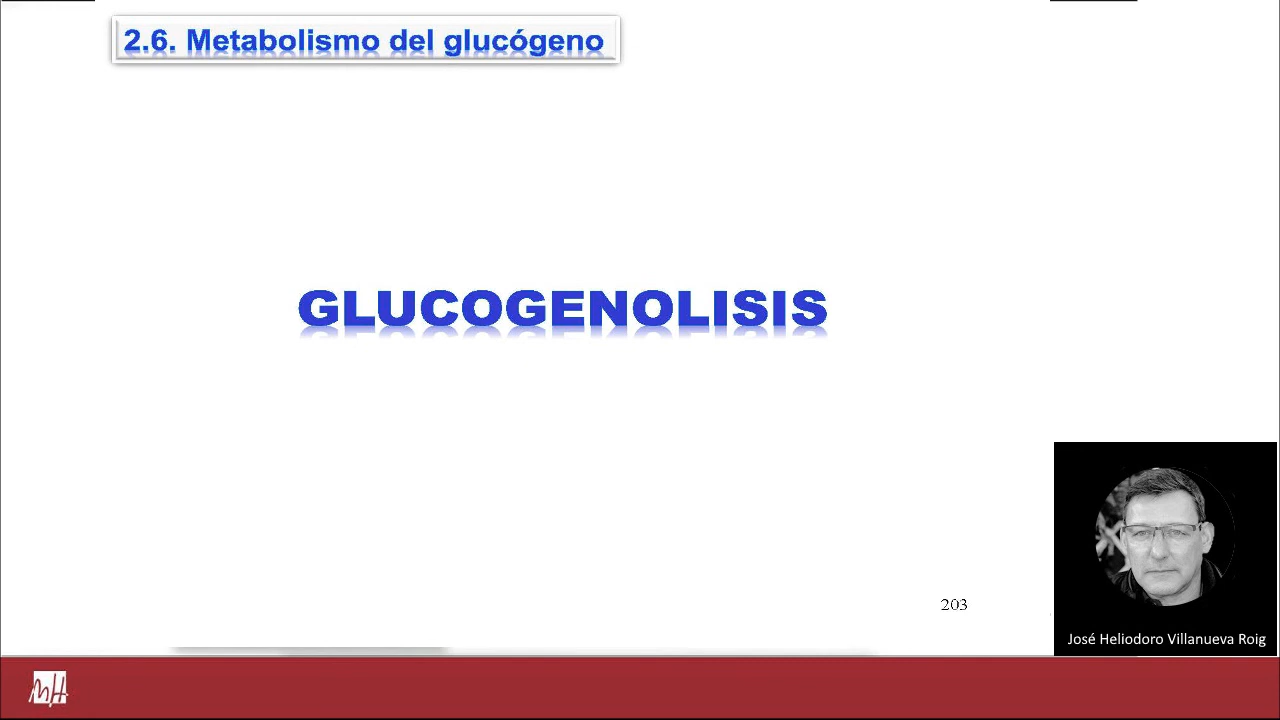 2.6. Metabolismo del glucógeno
GLUCOGENOLISIS
203
José Heliodoro Villanueva Roig